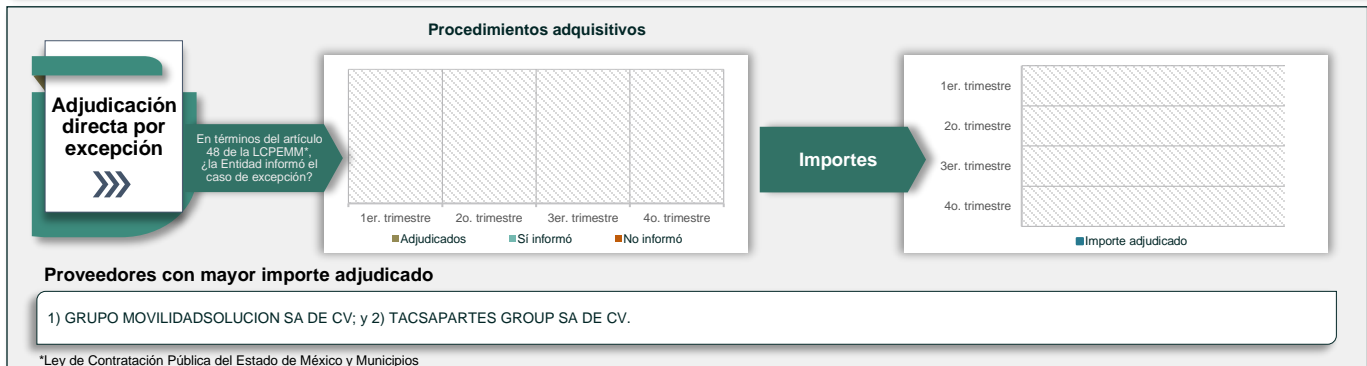 Procedimientos adquisitivos
Adjudicación
directa por
excepción
En términos del artículo
48 de la LCPEMM*,
¿la Entidad informó el
caso de excepción?
1er. trimestre 2o. trimestre 3er. trimestre 4o. trimestre
Adjudicados Sí informó No informó
Importes
1er. trimestre
2o. trimestre
3er. trimestre
4o. trimestre
Importe adjudicado
Proveedores con mayor importe adjudicado
1) GRUPO MOVILIDADSOLUCION SA DE CV; y 2) TACSAPARTES GROUP SA DE CV.
*Ley de Contratación Pública del Estado de México y Municipios